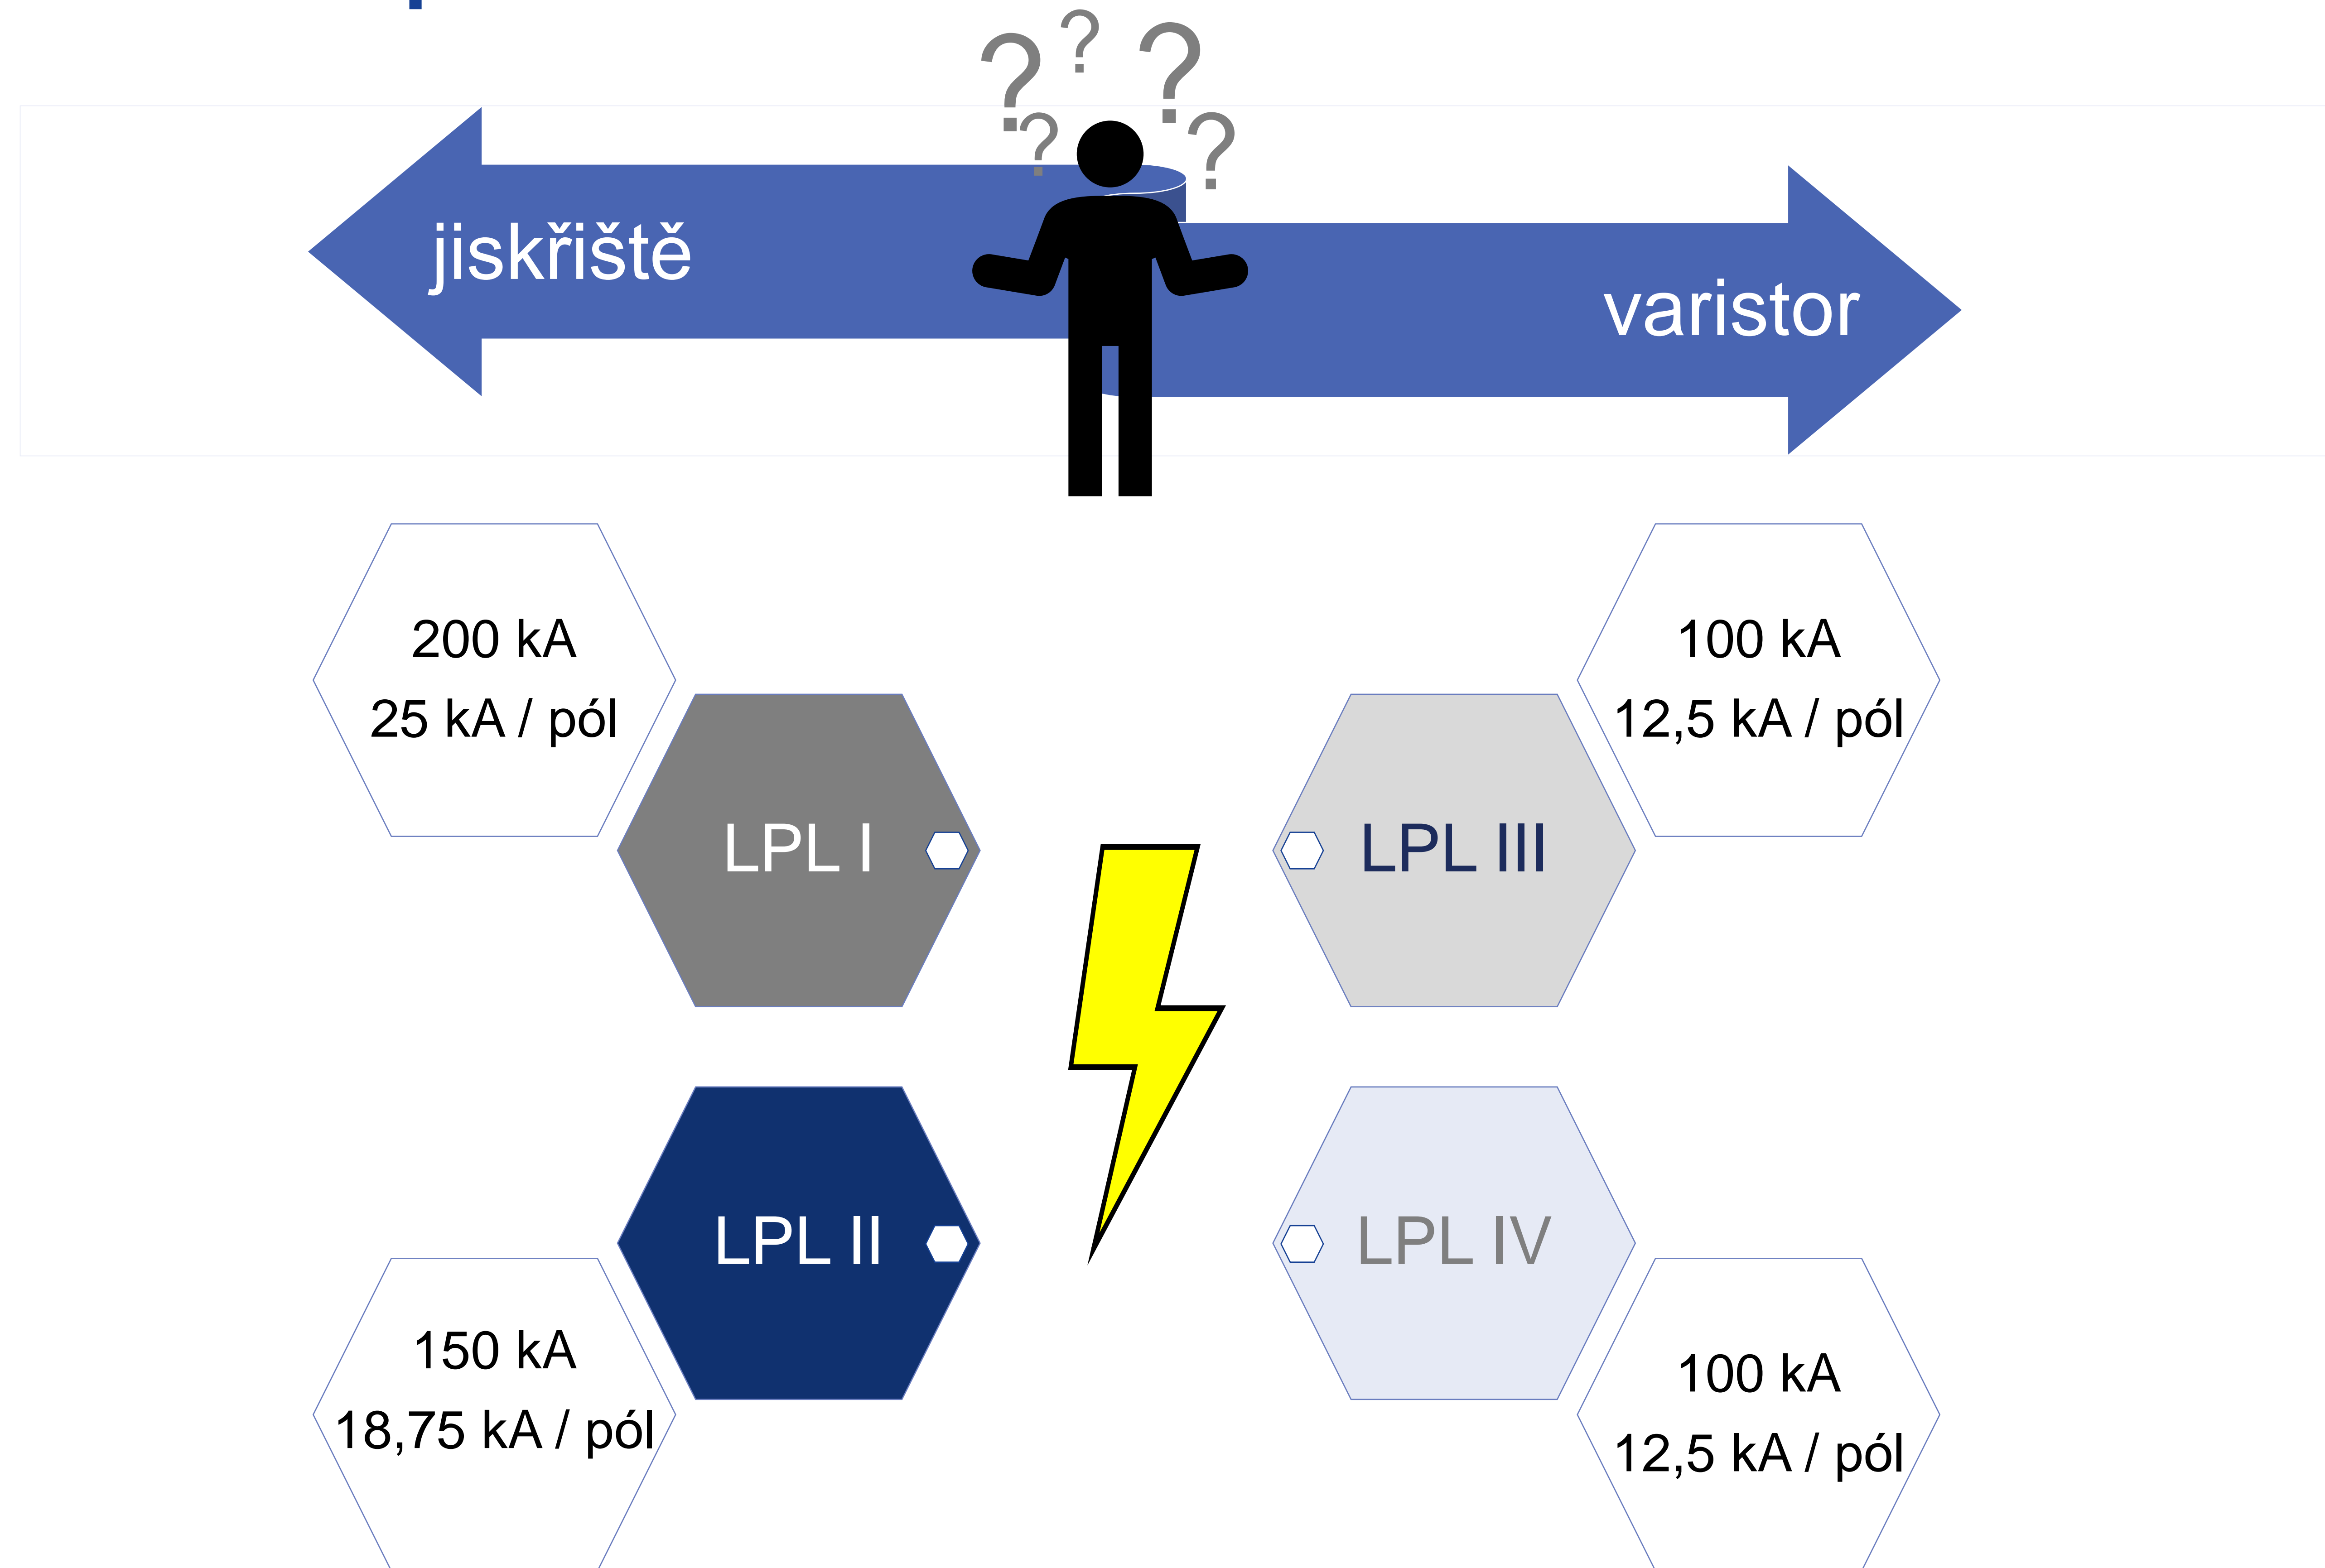 ? ? ? ? ?
jiskřiště
varistor
200 kA
25 kA / pól
LPL I
100 kA
12,5 kA / pól
LPL III
150 kA
18,75 kA / pól
LPL II
100 kA
12,5 kA / pól
LPL IV